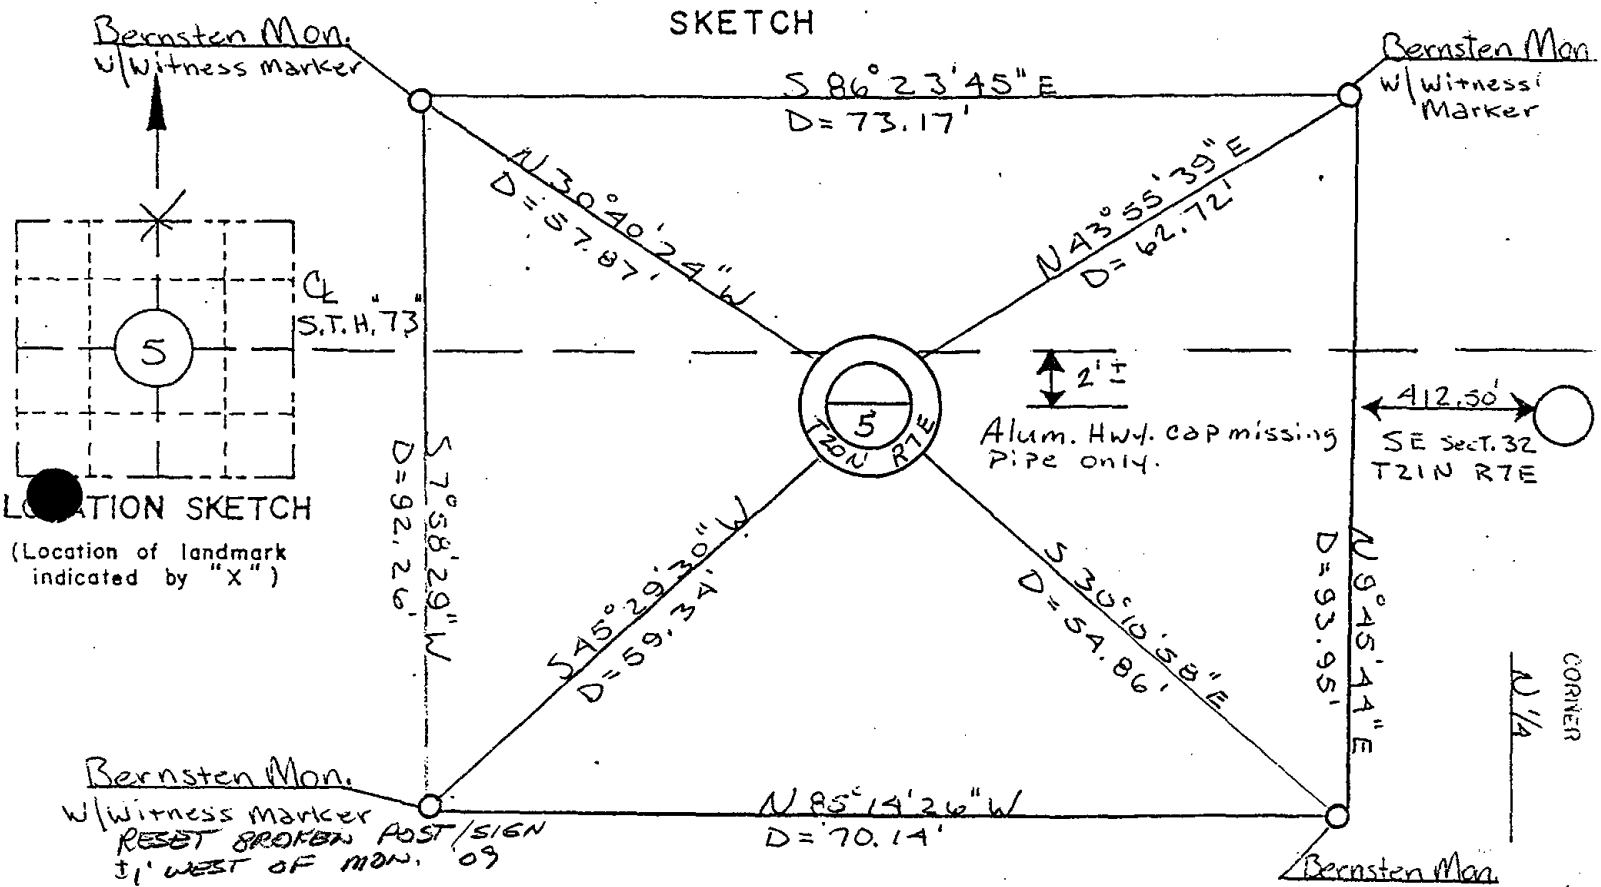 SKETCH
Bernsten Mon.
W/Witness Marker
Bernsten Mon
W/Witness
Marker
S 86° 23' 45" E
D= 73.17'
N 30° 40' 24" W
D= 57.87'
N 43° 55' 39" E
D= 62.72'
CL
S.T.H. "73"
5
5
T20N R7E
2' ±
Alum. Hwy. cap missing
pipe only.
412.50'
SE Sect. 32
T21N R7E
LOCATION SKETCH
(Location of landmark
indicated by "X")
S 7° 58' 29" W
D= 92.26'
S 45° 29' 30" W
D= 59.34'
S 30° 10' 58" E
D= 54.86'
N 9° 45' 44" E
D= 93.95'
CORNER
N 1/4
Bernsten Mon.
W/Witness Marker
RESET BROKEN POST/SIGN
±1' WEST OF MON. '09
N 85° 14' 26" W
D= 70.14'
Bernsten Mon.